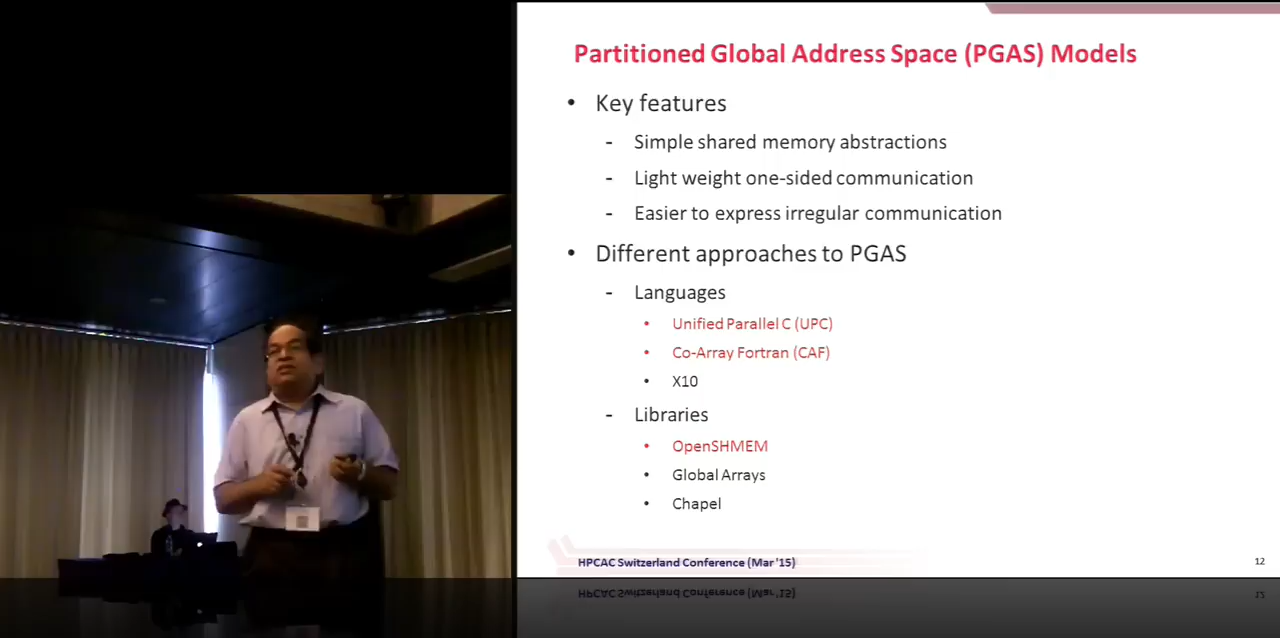 Partitioned Global Address Space (PGAS) Models
• Key features
- Simple shared memory abstractions
- Light weight one-sided communication
- Easier to express irregular communication
• Different approaches to PGAS
- Languages
• Unified Parallel C (UPC)
• Co-Array Fortran (CAF)
• X10
- Libraries
• OpenSHMEM
• Global Arrays
• Chapel
HPCAC Switzerland Conference (Mar '15)
12